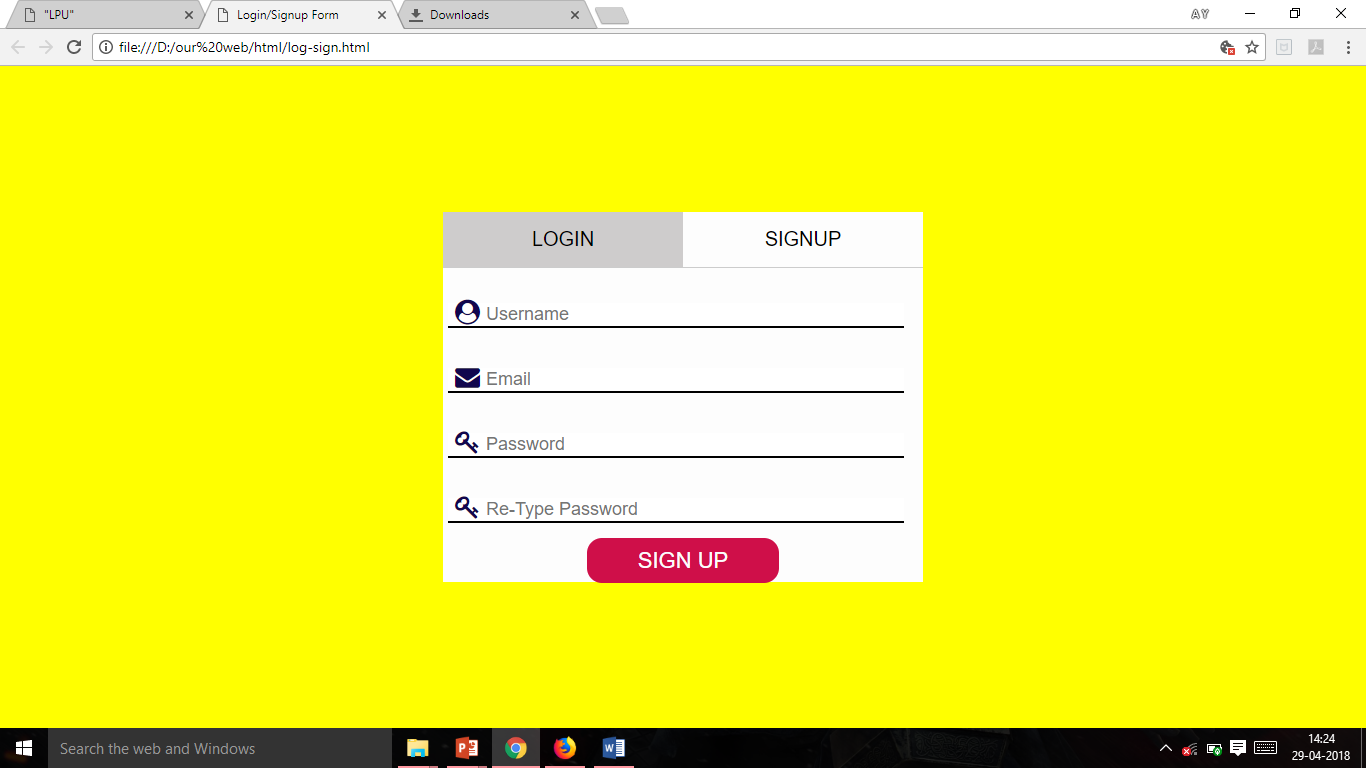 "LPU" Login/Signup Form Downloads AY
file:///D:/our%20web/html/log-sign.html
LOGIN SIGNUP
Username
Email
Password
Re-Type Password
SIGN UP
Search the web and Windows
14:24
29-04-2018